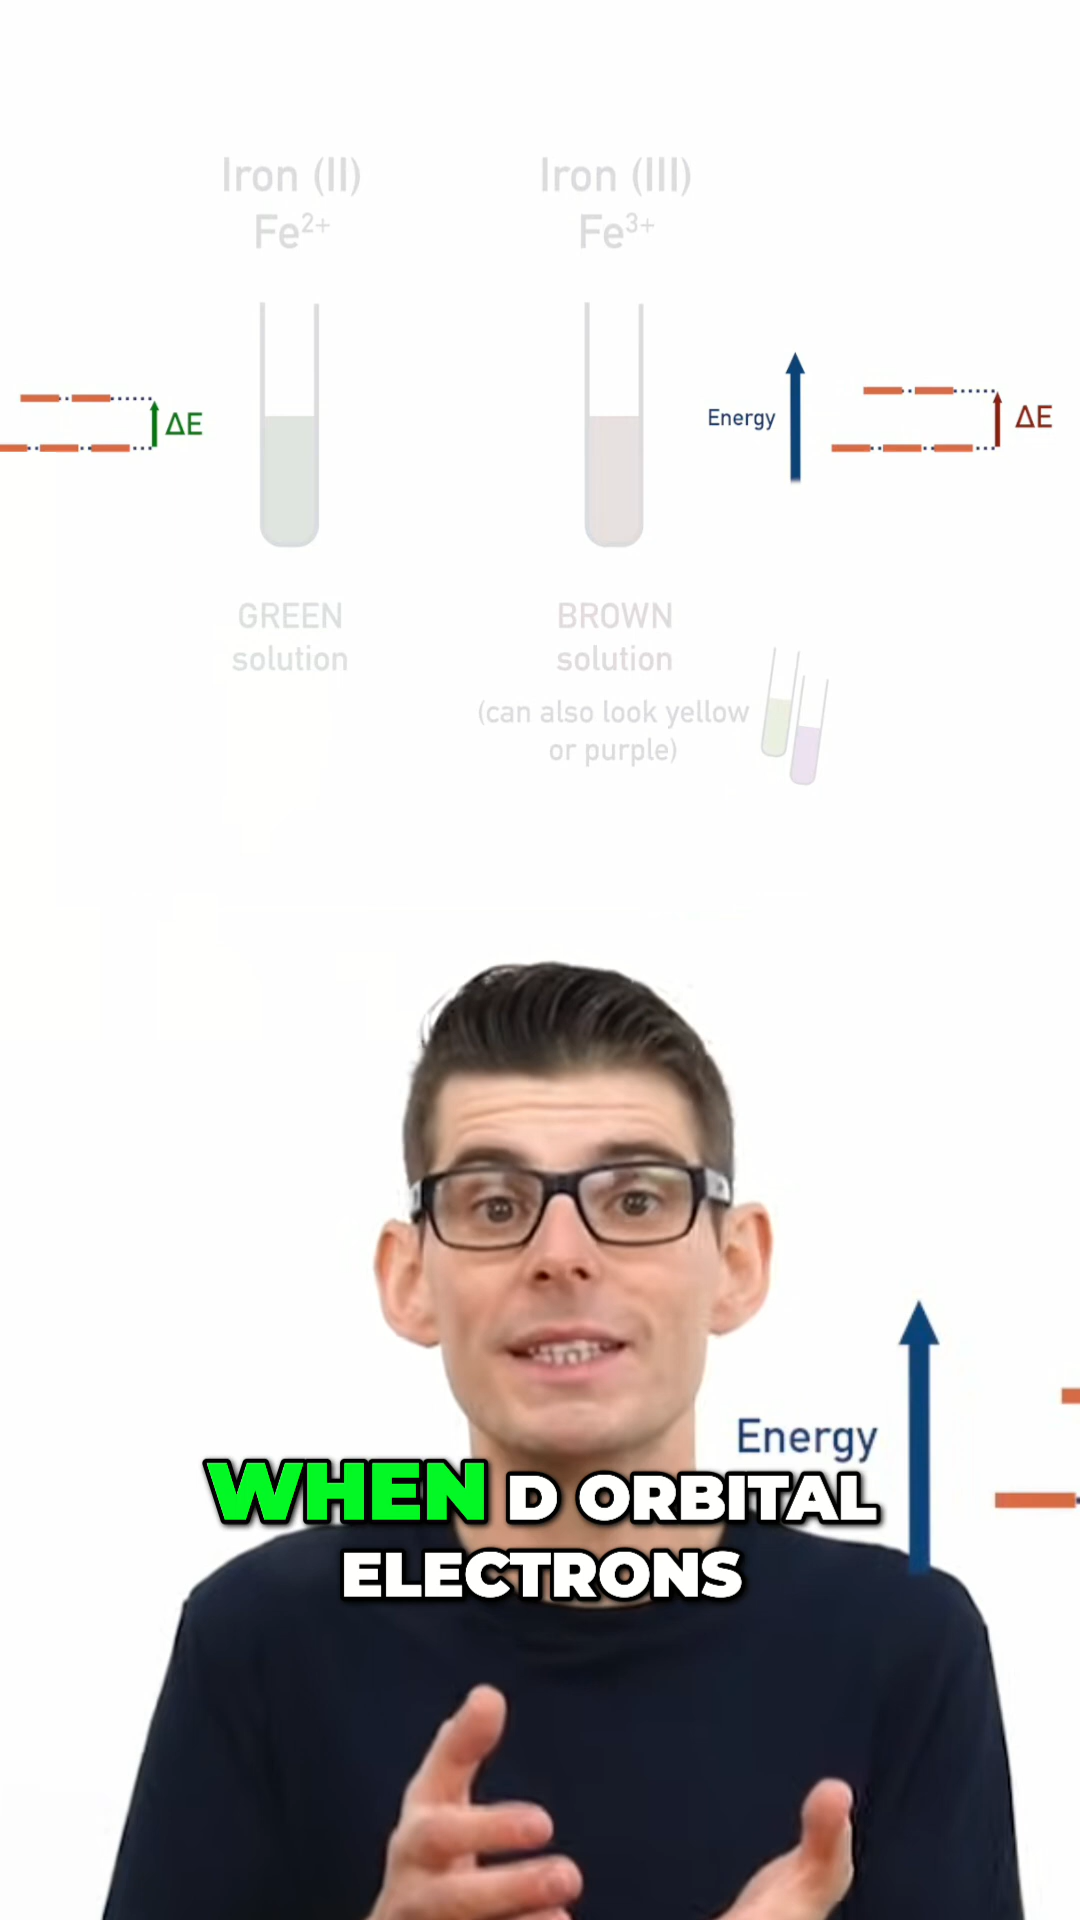 Iron (II)
Fe²⁺
Iron (III)
Fe³⁺
ΔE
Energy
ΔE
GREEN
solution
BROWN
solution
(can also look yellow
or purple)
Energy
WHEN D ORBITAL
ELECTRONS